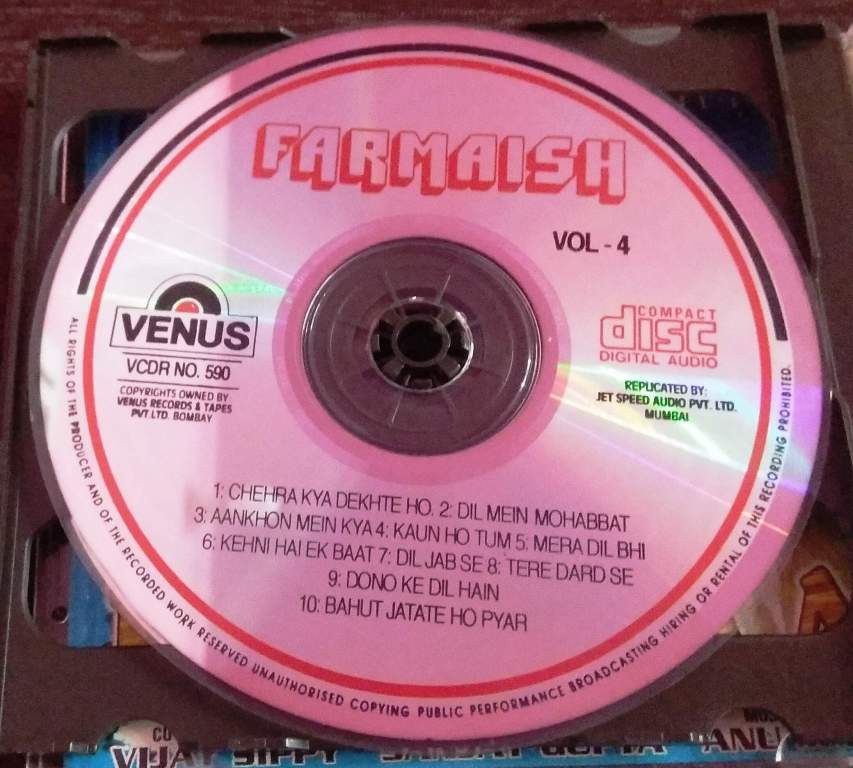 FARMAISH
VOL - 4
VENUS
VCDR NO. 590
COPYRIGHTS OWNED BY
VENUS RECORDS & TAPES
PVT LTD. BOMBAY
COMPACT
disc
DIGITAL AUDIO
REPLICATED BY:
JET SPEED AUDIO PVT. LTD.
MUMBAI
1: CHEHRA KYA DEKHTE HO. 2: DIL MEIN MOHABBAT
3: AANKHON MEIN KYA 4: KAUN HO TUM 5: MERA DIL BHI
6: KEHNI HAI EK BAAT 7: DIL JAB SE 8: TERE DARD SE
9: DONO KE DIL HAIN
10: BAHUT JATATE HO PYAR
ALL RIGHTS OF THE PRODUCER AND OF THE RECORDED WORK RESERVED UNAUTHORISED COPYING PUBLIC PERFORMANCE BROADCASTING HIRING OR RENTAL OF THIS RECORDING PROHIBITED.
VIJAY SIPPY SANJAY GUPTA